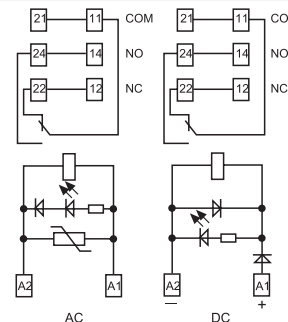 21 11 COM 21 11 CO
24 14 NO 24 14 NO
22 12 NC 22 12 NC
A2 A1 A2 A1
— +
AC DC